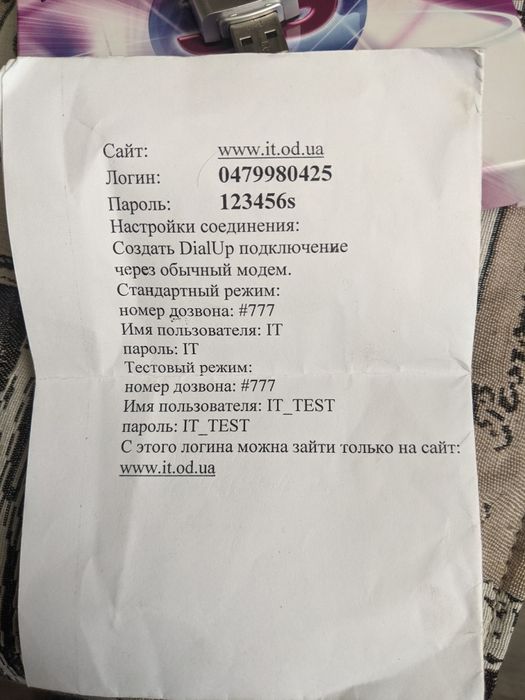 Сайт: www.it.od.ua
Логин: 0479980425
Пароль: 123456s
Настройки соединения:
Создать DialUp подключение
через обычный модем.
Стандартный режим:
номер дозвона: #777
Имя пользователя: IT
пароль: IT
Тестовый режим:
номер дозвона: #777
Имя пользователя: IT_TEST
пароль: IT_TEST
С этого логина можна зайти только на сайт:
www.it.od.ua